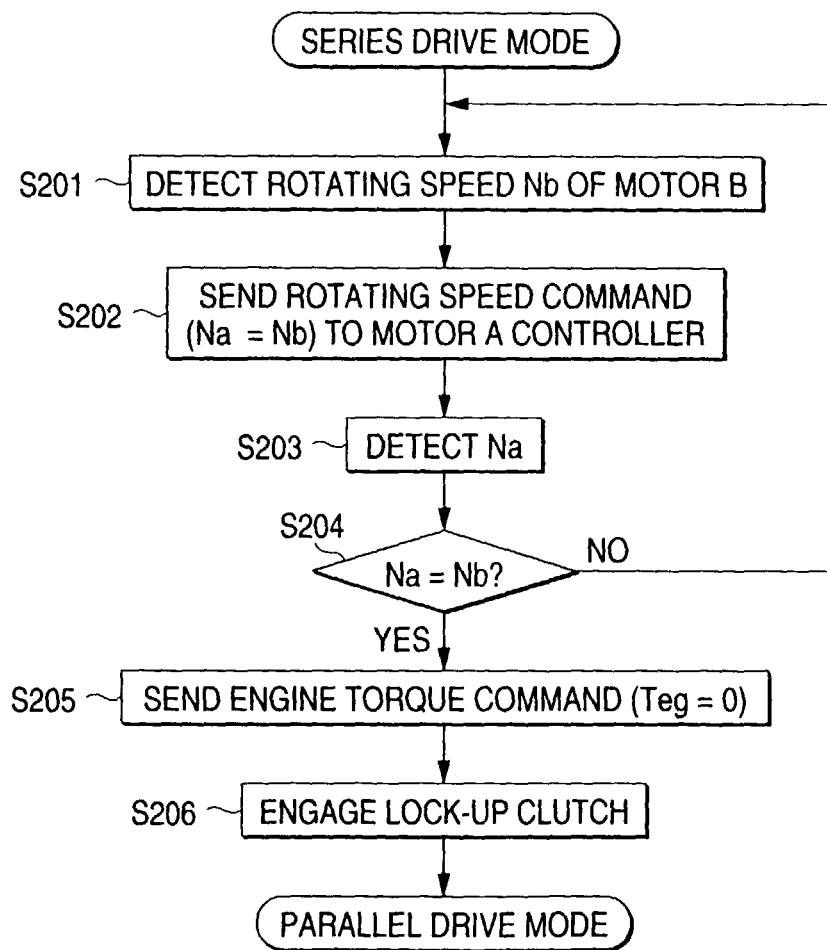 SERIES DRIVE MODE
S201
DETECT ROTATING SPEED Nb OF MOTOR B
S202
SEND ROTATING SPEED COMMAND
(Na = Nb) TO MOTOR A CONTROLLER
S203
DETECT Na
S204
Na = Nb?
NO
YES
S205
SEND ENGINE TORQUE COMMAND (Teg = 0)
S206
ENGAGE LOCK-UP CLUTCH
PARALLEL DRIVE MODE